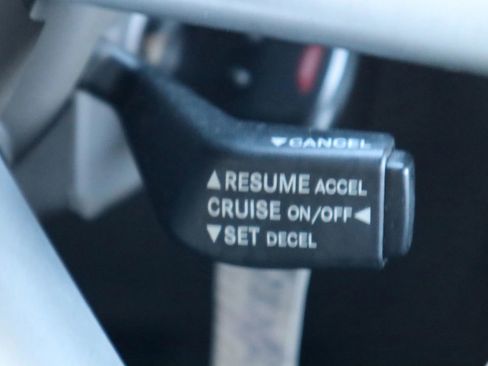 ▼CANCEL
▲RESUME ACCEL
CRUISE ON/OFF◀
▼SET DECEL